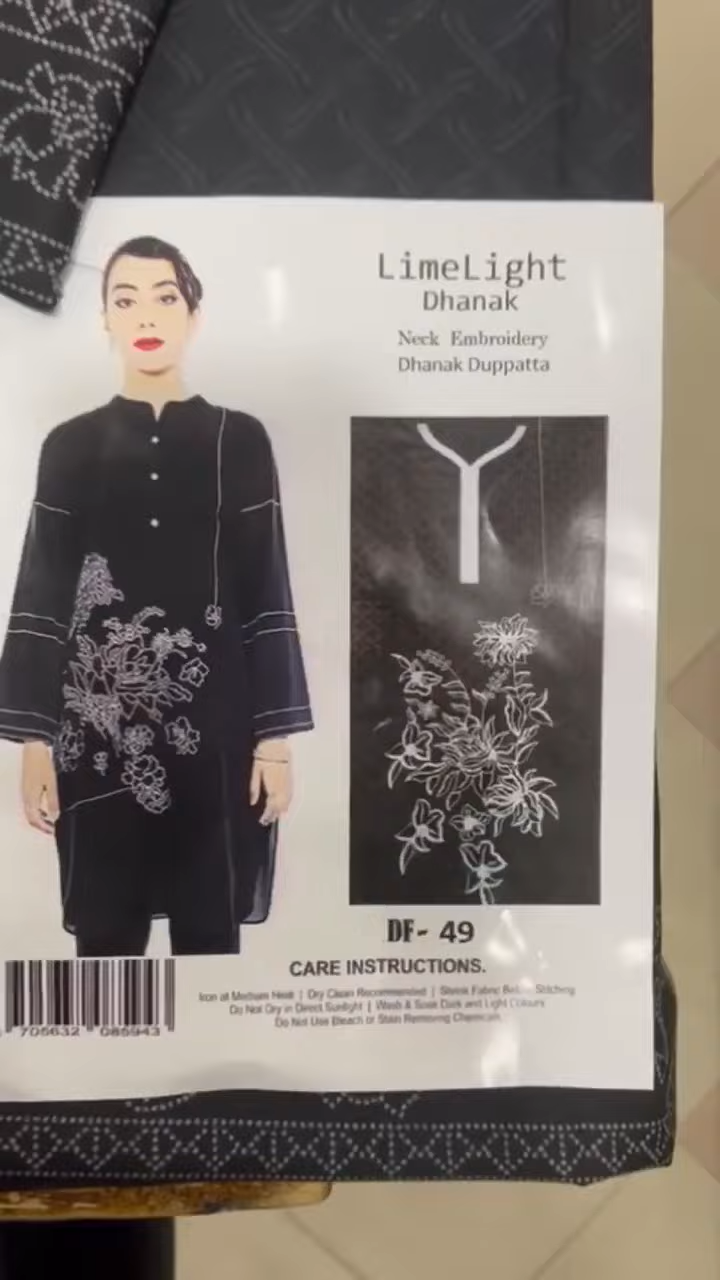 LimeLight
Dhanak
Neck Embroidery
Dhanak Duppatta
DF- 49
CARE INSTRUCTIONS.
Iron at Medium Heat | Dry Clean Recommended | Shrink Fabric Before Stitching
Do Not Dry in Direct Sunlight | Wash & Soak Dark and Light Colours
Do Not Use Bleach or Stain Removing Chemicals
705632 085943